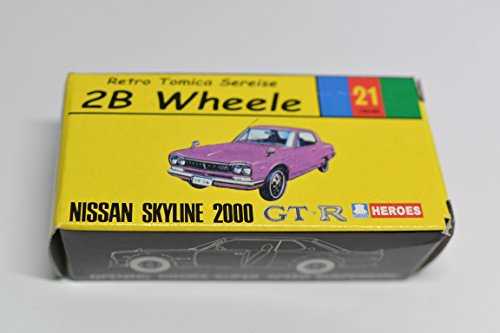 Retro Tomica Sereise
2B Wheele
21
NISSAN SKYLINE 2000 GT-R HEROES